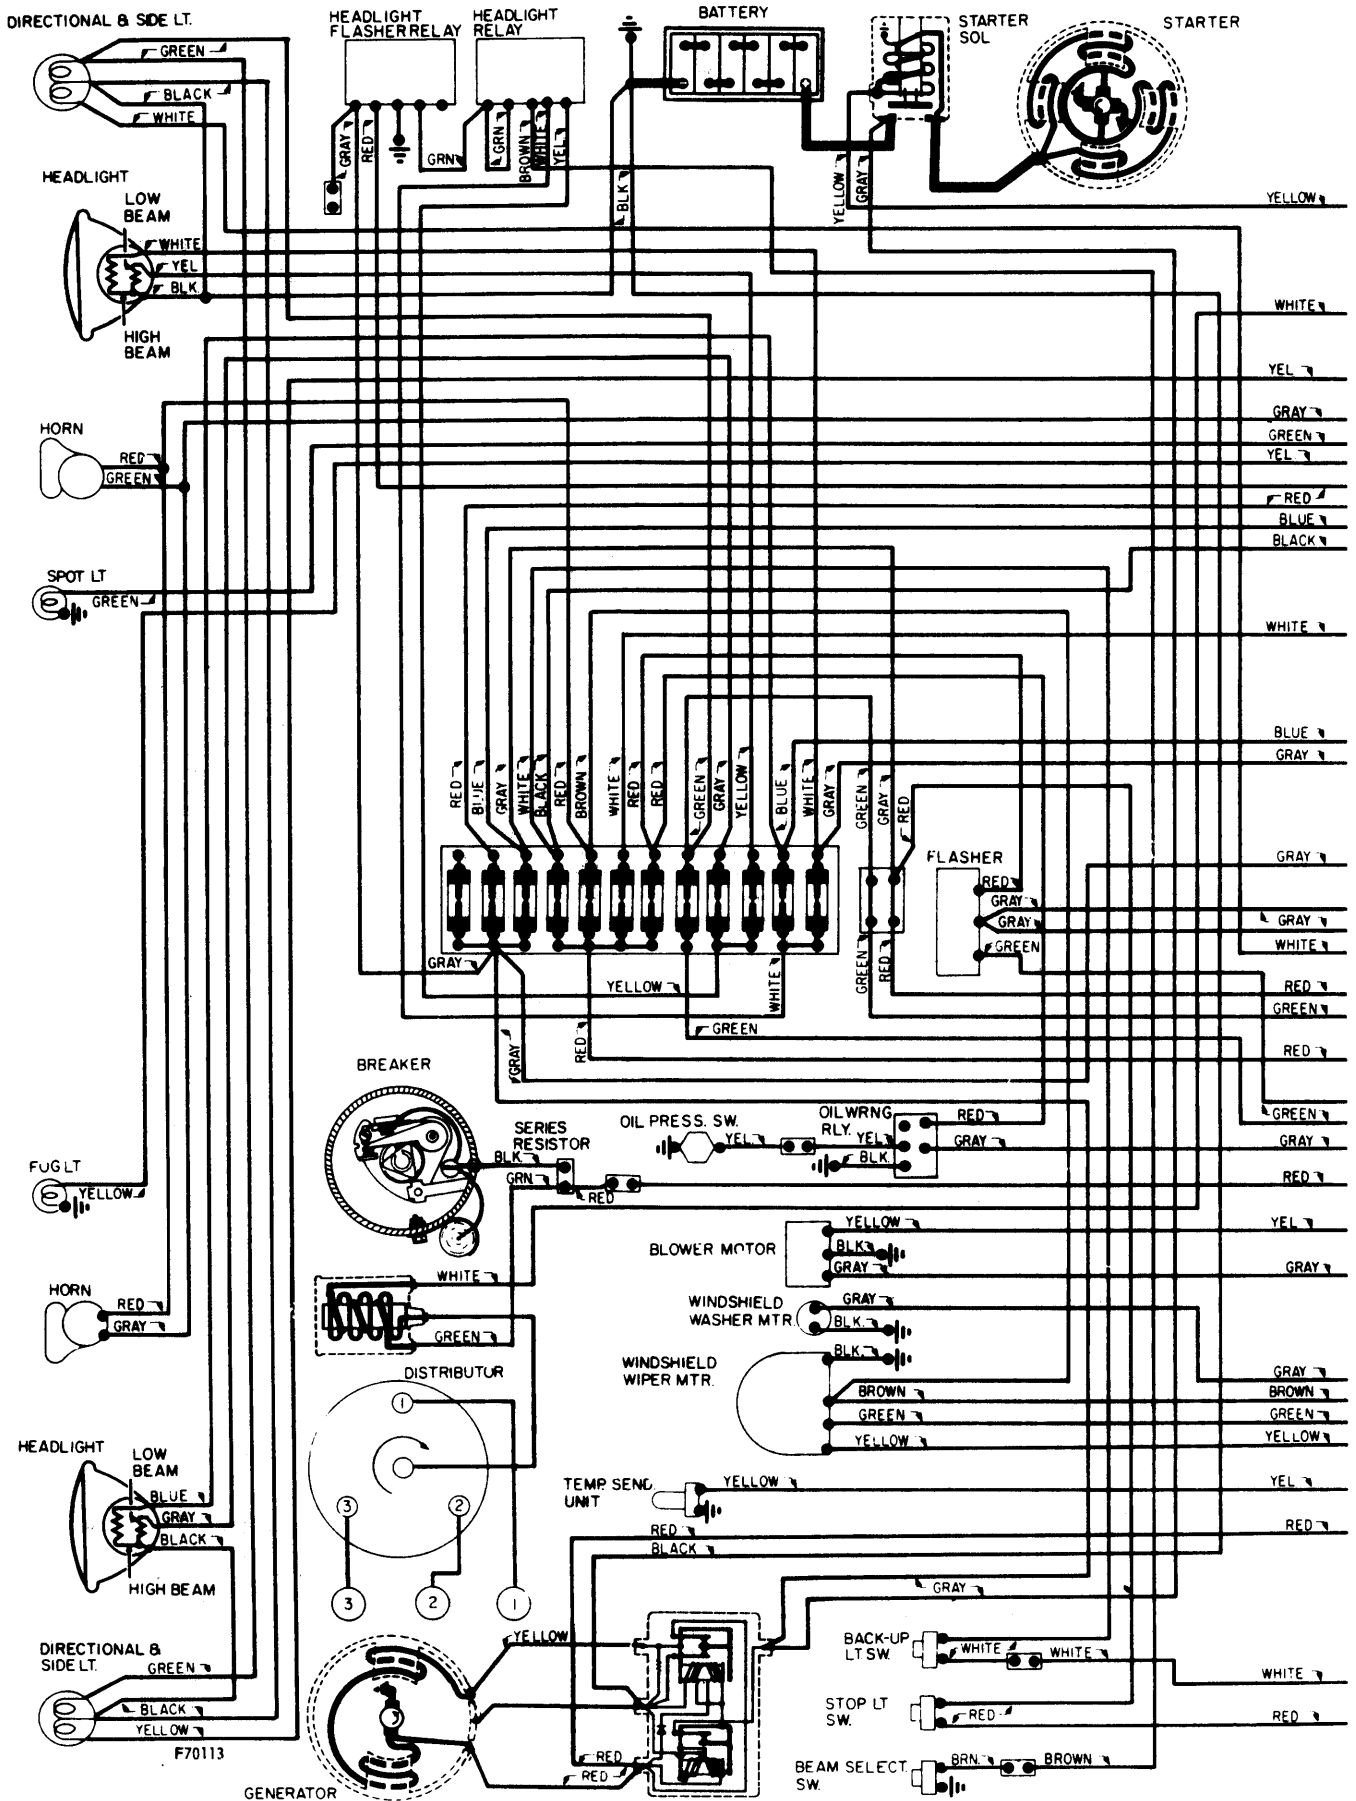 DIRECTIONAL & SIDE LT.
GREEN
BLACK
WHITE
HEADLIGHT
FLASHER RELAY
HEADLIGHT
RELAY
BATTERY
STARTER
SOL
STARTER
GRAY
RED
GRN
GRN
BROWN
WHITE
YEL
BLK
YELLOW
GRAY
YELLOW
HEADLIGHT
LOW
BEAM
WHITE
YEL
BLK
HIGH
BEAM
WHITE
YEL
GRAY
GREEN
YEL
RED
BLUE
BLACK
WHITE
BLUE
GRAY
HORN
RED
GREEN
SPOT LT
GREEN
RED
BLUE
GRAY
WHITE
BLACK
RED
BROWN
WHITE
RED
RED
GREEN
GRAY
YELLOW
BLUE
WHITE
GRAY
GREEN
GRAY
RED
FLASHER
RED
GRAY
GRAY
GREEN
GRAY
GRAY
WHITE
RED
GREEN
RED
GREEN
GRAY
RED
GRAY
YELLOW
WHITE
GREEN
RED
GREEN
GRAY
RED
BREAKER
SERIES
RESISTOR
BLK.
GRN
RED
OIL PRESS. SW.
YEL
OIL WRNG
RLY.
YEL
BLK.
RED
GRAY
FUG LT
YELLOW
BLOWER MOTOR
YELLOW
BLK.
GRAY
YEL
GRAY
WINDSHIELD
WASHER MTR.
GRAY
BLK.
WINDSHIELD
WIPER MTR.
BLK.
BROWN
GREEN
YELLOW
GRAY
BROWN
GREEN
YELLOW
HORN
RED
GRAY
WHITE
GREEN
DISTRIBUTOR
1
3
2
3
2
1
HEADLIGHT
LOW
BEAM
BLUE
GRAY
BLACK
HIGH BEAM
TEMP. SEND.
UNIT
YELLOW
YEL
RED
RED
BLACK
GRAY
DIRECTIONAL &
SIDE LT.
GREEN
BLACK
YELLOW
F70113
GENERATOR
YELLOW
RED
RED
BACK-UP
LT SW.
WHITE
WHITE
WHITE
STOP LT
SW.
RED
RED
BEAM SELECT.
SW.
BRN.
BROWN